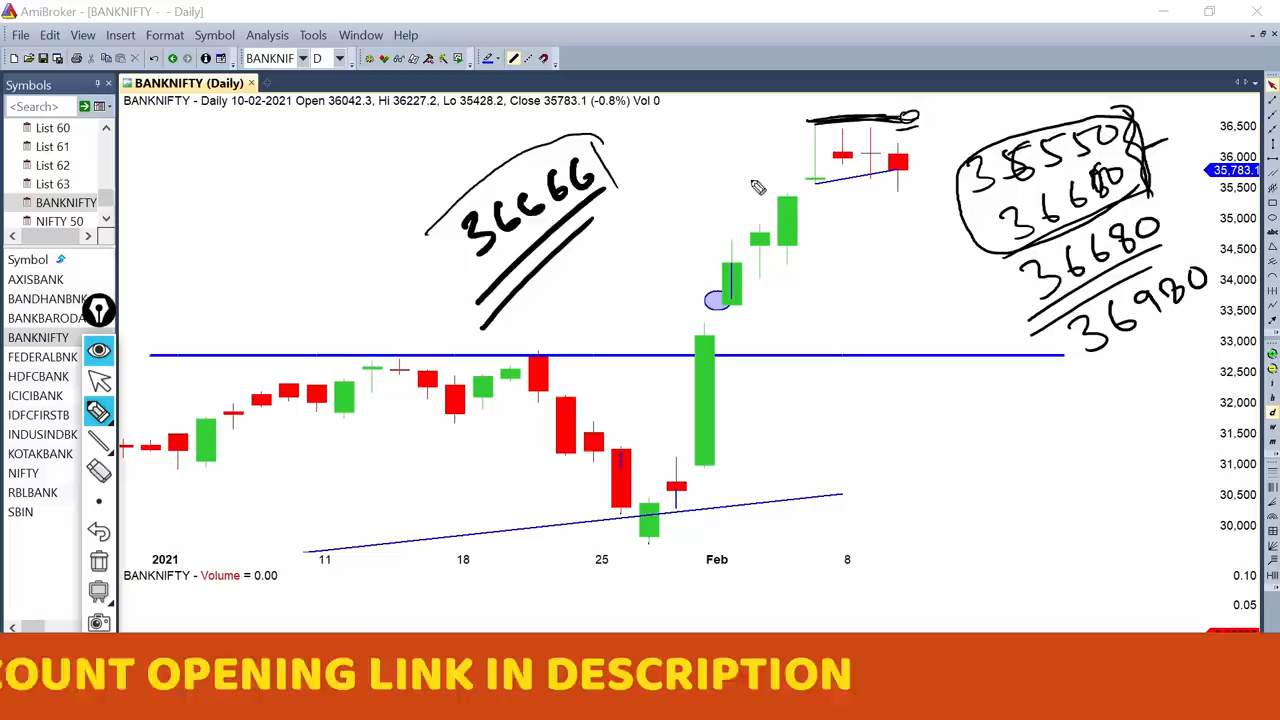 AmiBroker - [BANKNIFTY - - Daily]
File Edit View Insert Format Symbol Analysis Tools Window Help
BANKNIF D
Symbols
BANKNIFTY (Daily)
<Search>
BANKNIFTY - Daily 10-02-2021 Open 36042.3, Hi 36227.2, Lo 35428.2, Close 35783.1 (-0.8%) Vol 0
List 60
List 61
List 62
List 63
BANKNIFTY
NIFTY 50
Symbol
AXISBANK
BANDHANBNK
BANKBARODA
BANKNIFTY
FEDERALBNK
HDFCBANK
ICICIBANK
IDFCFIRSTB
INDUSINDBK
KOTAKBANK
NIFTY
RBLBANK
SBIN
36666
36680
36980
36,500
36,000
35,783.1
35,500
35,000
34,500
34,000
33,500
33,000
32,500
32,000
31,500
31,000
30,500
30,000
2021 11 18 25 Feb 8
BANKNIFTY - Volume = 0.00
0.10
0.05
COUNT OPENING LINK IN DESCRIPTION